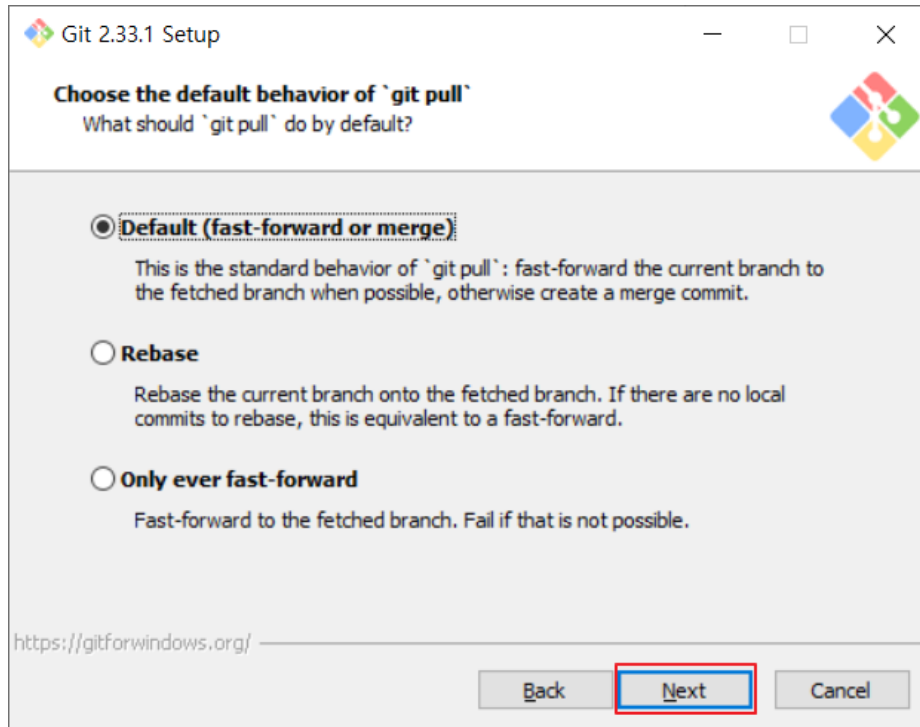 Git 2.33.1 Setup
Choose the default behavior of `git pull`
What should `git pull` do by default?
Default (fast-forward or merge)
This is the standard behavior of `git pull`: fast-forward the current branch to
the fetched branch when possible, otherwise create a merge commit.
Rebase
Rebase the current branch onto the fetched branch. If there are no local
commits to rebase, this is equivalent to a fast-forward.
Only ever fast-forward
Fast-forward to the fetched branch. Fail if that is not possible.
https://gitforwindows.org/
Back Next Cancel